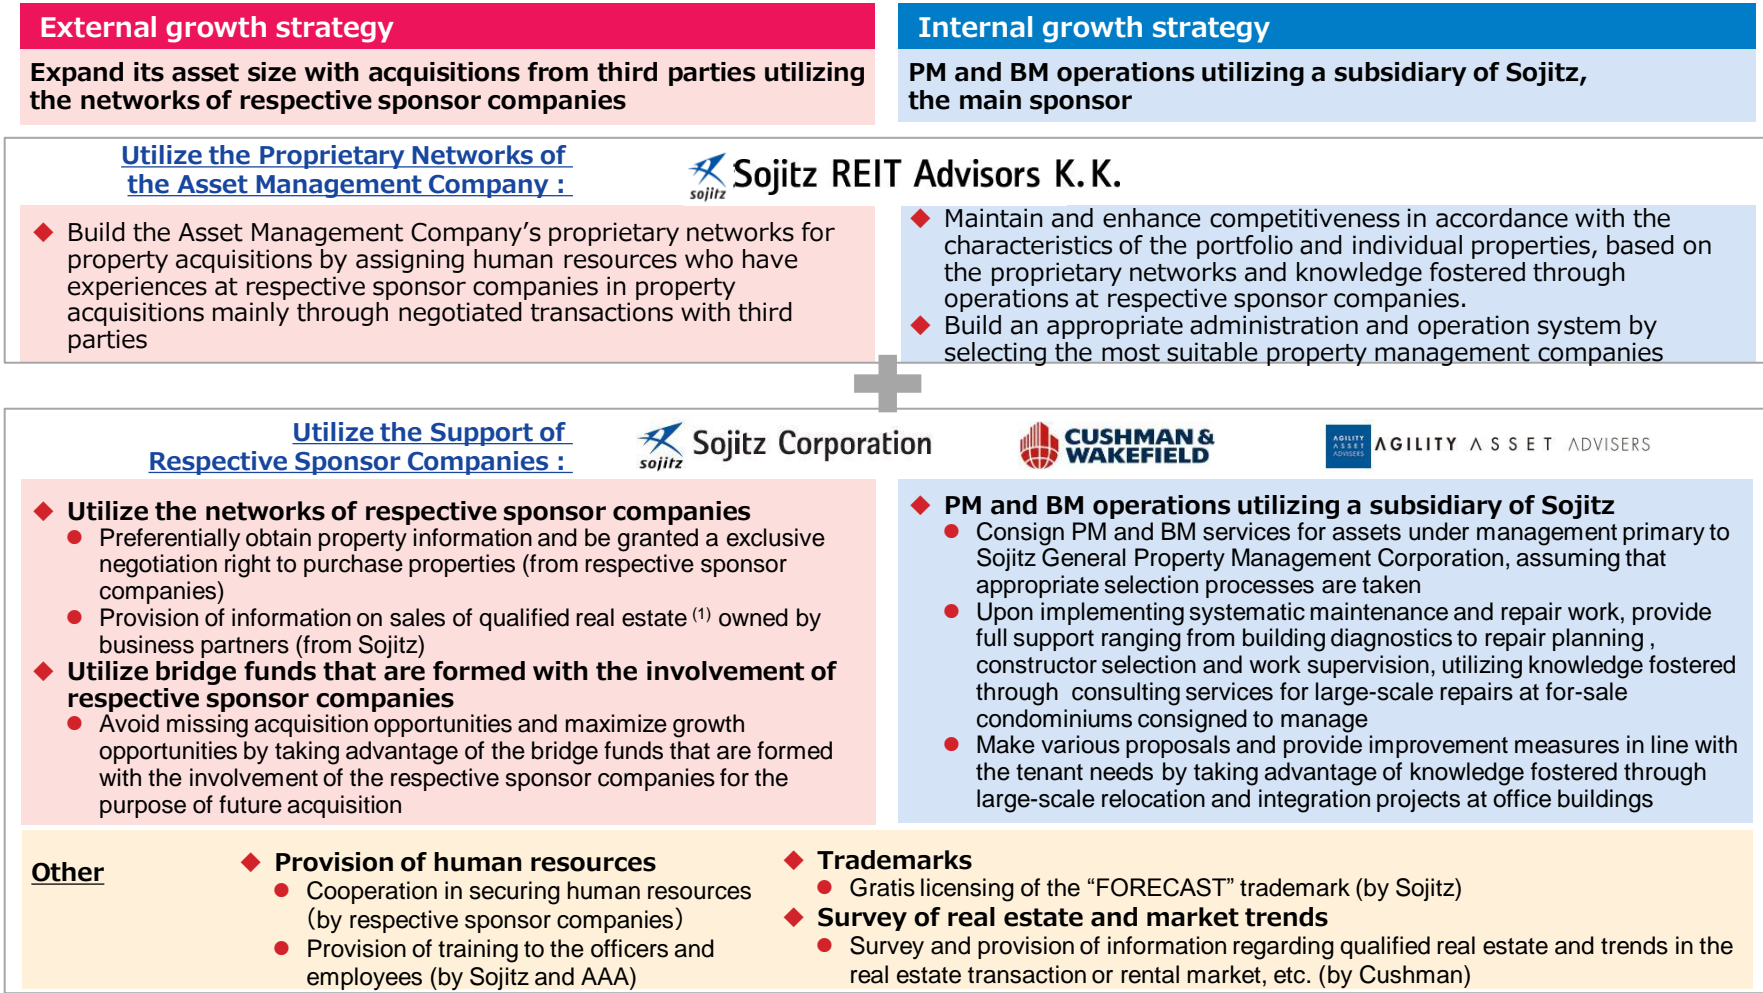 External growth strategy
Expand its asset size with acquisitions from third parties utilizing
the networks of respective sponsor companies
Internal growth strategy
PM and BM operations utilizing a subsidiary of Sojitz,
the main sponsor
Utilize the Proprietary Networks of
the Asset Management Company :
sojitz
Sojitz REIT Advisors K.K.
◆ Build the Asset Management Company's proprietary networks for
property acquisitions by assigning human resources who have
experiences at respective sponsor companies in property
acquisitions mainly through negotiated transactions with third
parties
◆ Maintain and enhance competitiveness in accordance with the
characteristics of the portfolio and individual properties, based on
the proprietary networks and knowledge fostered through
operations at respective sponsor companies.
◆ Build an appropriate administration and operation system by
selecting the most suitable property management companies
Utilize the Support of
Respective Sponsor Companies :
sojitz
Sojitz Corporation
CUSHMAN &
WAKEFIELD
AGILITY
ASSET
ADVISERS
AGILITY ASSET ADVISERS
◆ Utilize the networks of respective sponsor companies
● Preferentially obtain property information and be granted a exclusive
negotiation right to purchase properties (from respective sponsor
companies)
● Provision of information on sales of qualified real estate (1) owned by
business partners (from Sojitz)
◆ Utilize bridge funds that are formed with the involvement of
respective sponsor companies
● Avoid missing acquisition opportunities and maximize growth
opportunities by taking advantage of the bridge funds that are formed
with the involvement of the respective sponsor companies for the
purpose of future acquisition
◆ PM and BM operations utilizing a subsidiary of Sojitz
● Consign PM and BM services for assets under management primary to
Sojitz General Property Management Corporation, assuming that
appropriate selection processes are taken
● Upon implementing systematic maintenance and repair work, provide
full support ranging from building diagnostics to repair planning ,
constructor selection and work supervision, utilizing knowledge fostered
through consulting services for large-scale repairs at for-sale
condominiums consigned to manage
● Make various proposals and provide improvement measures in line with
the tenant needs by taking advantage of knowledge fostered through
large-scale relocation and integration projects at office buildings
Other
◆ Provision of human resources
● Cooperation in securing human resources
(by respective sponsor companies)
● Provision of training to the officers and
employees (by Sojitz and AAA)
◆ Trademarks
● Gratis licensing of the “FORECAST” trademark (by Sojitz)
◆ Survey of real estate and market trends
● Survey and provision of information regarding qualified real estate and trends in the
real estate transaction or rental market, etc. (by Cushman)